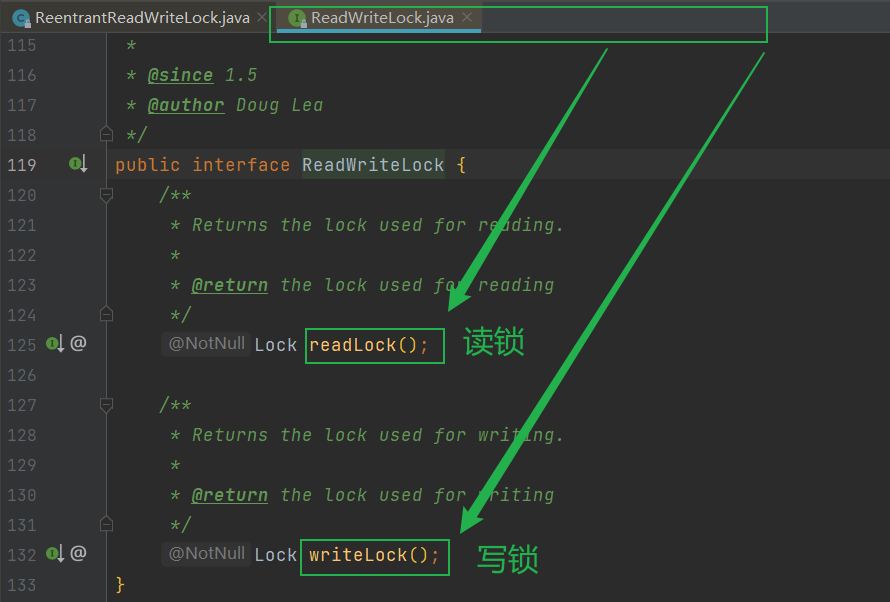 ReentrantReadWriteLock.java × ReadWriteLock.java ×
115 *
116 * @since 1.5
117 * @author Doug Lea
118 */
119 public interface ReadWriteLock {
120 /**
121 * Returns the lock used for reading.
122 *
123 * @return the lock used for reading
124 */
125 @ @NotNull Lock readLock(); 读锁
126
127 /**
128 * Returns the lock used for writing.
129 *
130 * @return the lock used for writing
131 */
132 @ @NotNull Lock writeLock(); 写锁
133 }